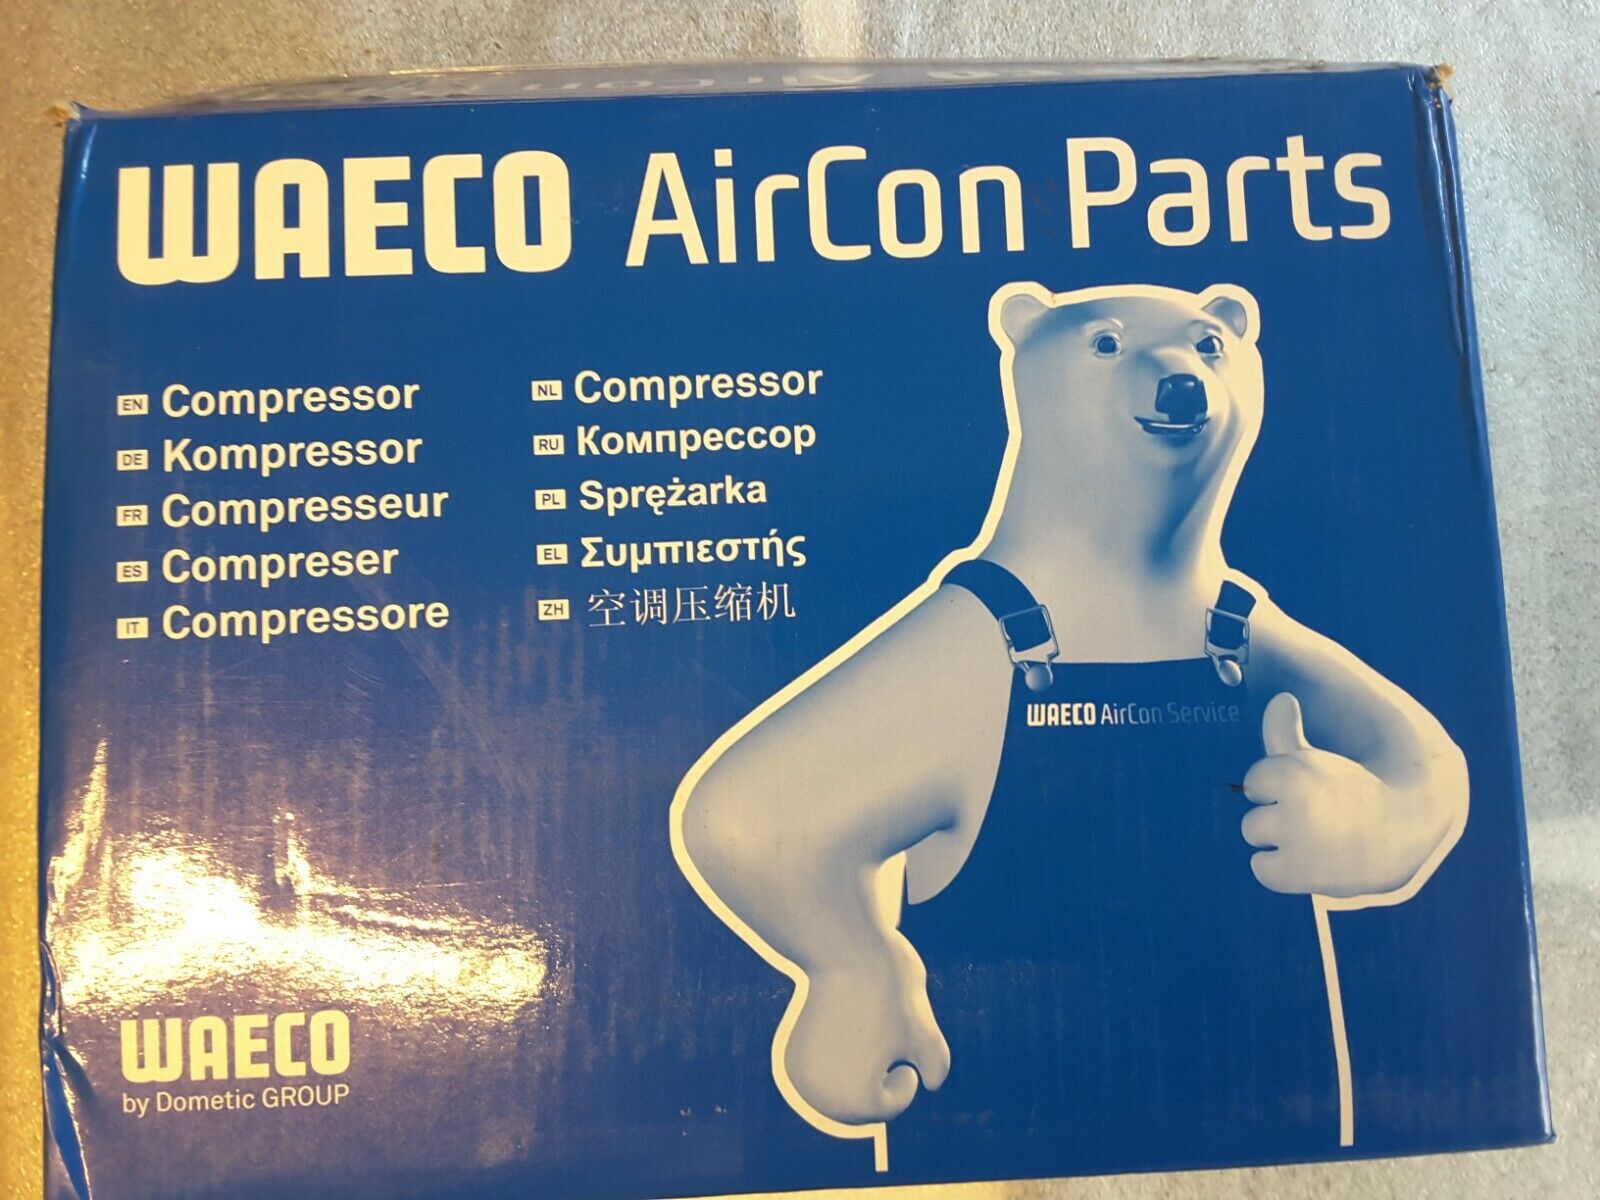 WAECO AirCon Parts
EN Compressor
DE Kompressor
FR Compresseur
ES Compreser
IT Compressore
NL Compressor
RU Компрессор
PL Sprężarka
EL Συμπιεστής
ZH 空调压缩机
WAECO AirCon Service
WAECO
by Dometic GROUP